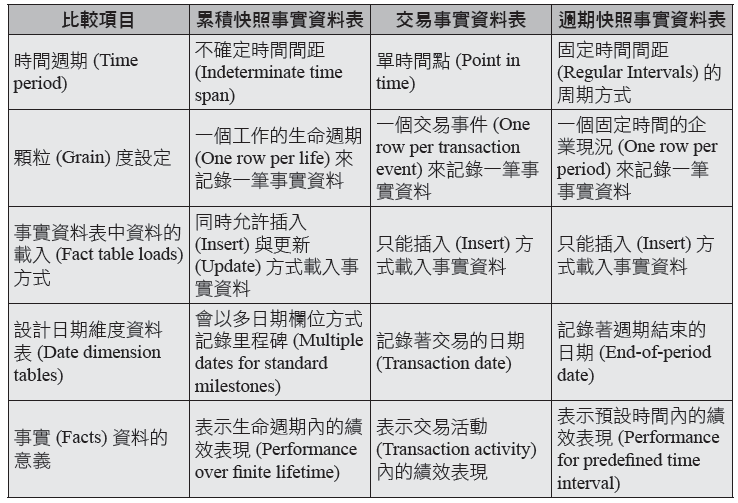 比較項目
累積快照事實資料表
交易事實資料表
週期快照事實資料表
時間週期 (Time
period)
不確定時間間距
(Indeterminate time
span)
單時間點 (Point in
time)
固定時間間距
(Regular Intervals) 的
周期方式
顆粒 (Grain) 度設定
一個工作的生命週期
(One row per life) 來
記錄一筆事實資料
一個交易事件 (One
row per transaction
event) 來記錄一筆事
實資料
一個固定時間的企
業現況 (One row per
period) 來記錄一筆
事實資料
事實資料表中資料的
載入 (Fact table loads)
方式
同時允許插入
(Insert) 與更新
(Update) 方式載入事
實資料
只能插入 (Insert) 方
式載入事實資料
只能插入 (Insert) 方
式載入事實資料
設計日期維度資料
表 (Date dimension
tables)
會以多日期欄位方式
記錄里程碑 (Multiple
dates for standard
milestones)
記錄著交易的日期
(Transaction date)
記錄著週期結束的
日期 (End-of-period
date)
事實 (Facts) 資料的
意義
表示生命週期內的績
效表現 (Performance
over finite lifetime)
表示交易活動
(Transaction activity)
內的績效表現
表示預設時間內的績
效表現 (Performance
for predefined time
interval)